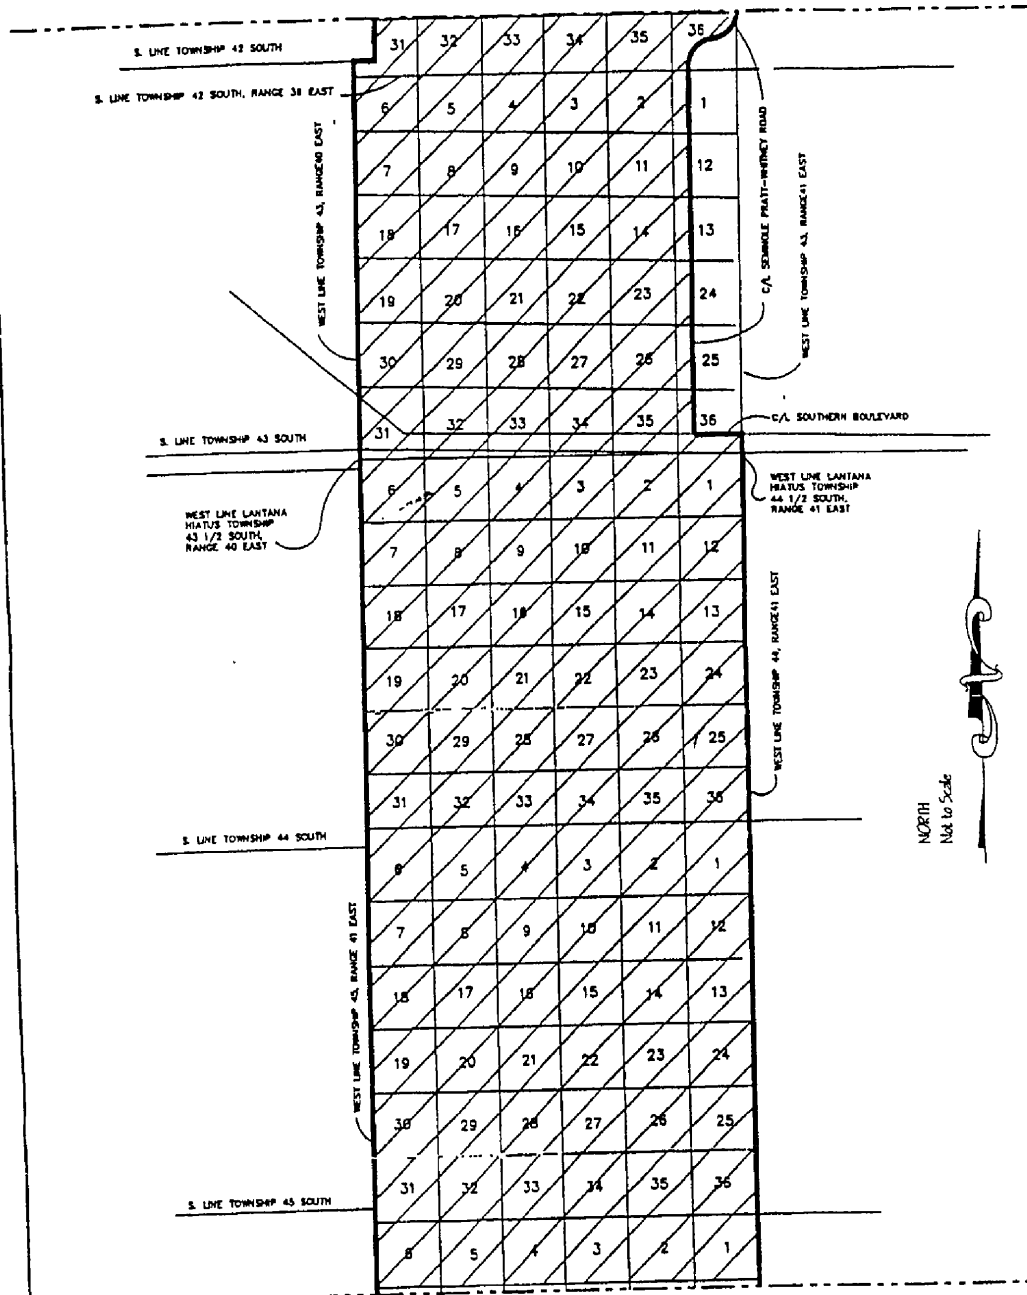 31 32 33 34 35 36
S. LINE TOWNSHIP 42 SOUTH
S. LINE TOWNSHIP 42 SOUTH, RANGE 38 EAST
6 5 4 3 2 1
WEST LINE TOWNSHIP 43, RANGE40 EAST
C/L SEMINOLE PRATT-WHITNEY ROAD
WEST LINE TOWNSHIP 43, RANGE41 EAST
7 8 9 10 11 12
18 17 16 15 14 13
19 20 21 22 23 24
30 29 28 27 26 25
31 32 33 34 35 36
C/L SOUTHERN BOULEVARD
S. LINE TOWNSHIP 43 SOUTH
6 5 4 3 2 1
WEST LINE LANTANA
HIATUS TOWNSHIP
44 1/2 SOUTH,
RANGE 41 EAST
WEST LINE LANTANA
HIATUS TOWNSHIP
43 1/2 SOUTH,
RANGE 40 EAST
7 8 9 10 11 12
18 17 16 15 14 13
WEST LINE TOWNSHIP 44, RANGE41 EAST
19 20 21 22 23 24
30 29 28 27 26 25
31 32 33 34 35 36
NORTH
Not to Scale
S. LINE TOWNSHIP 44 SOUTH
6 5 4 3 2 1
7 8 9 10 11 12
WEST LINE TOWNSHIP 45, RANGE 41 EAST
18 17 16 15 14 13
19 20 21 22 23 24
30 29 28 27 26 25
31 32 33 34 35 36
S. LINE TOWNSHIP 45 SOUTH
6 5 4 3 2 1